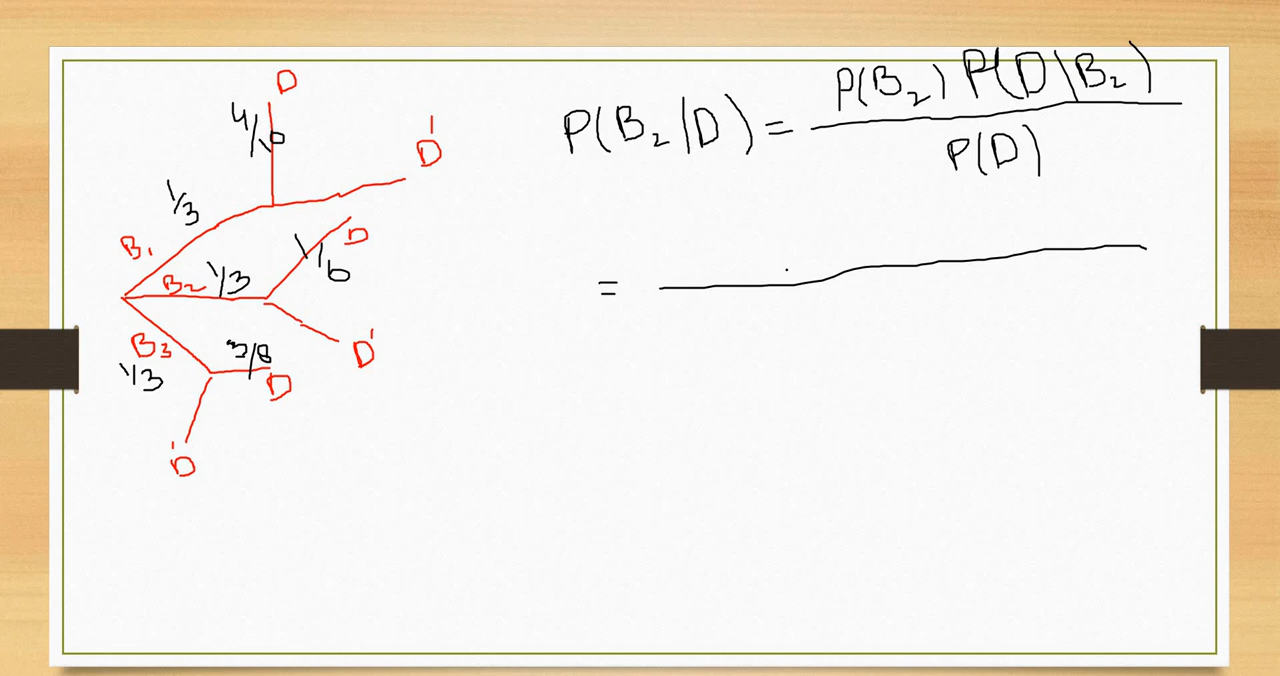 D
4/10
D'
1/3
B₁
D
1/6
B₂ 1/3
D'
B₃
1/3
3/8
D
D'
P(B₂/D) = P(B₂) P(D\B₂)
P(D)
=